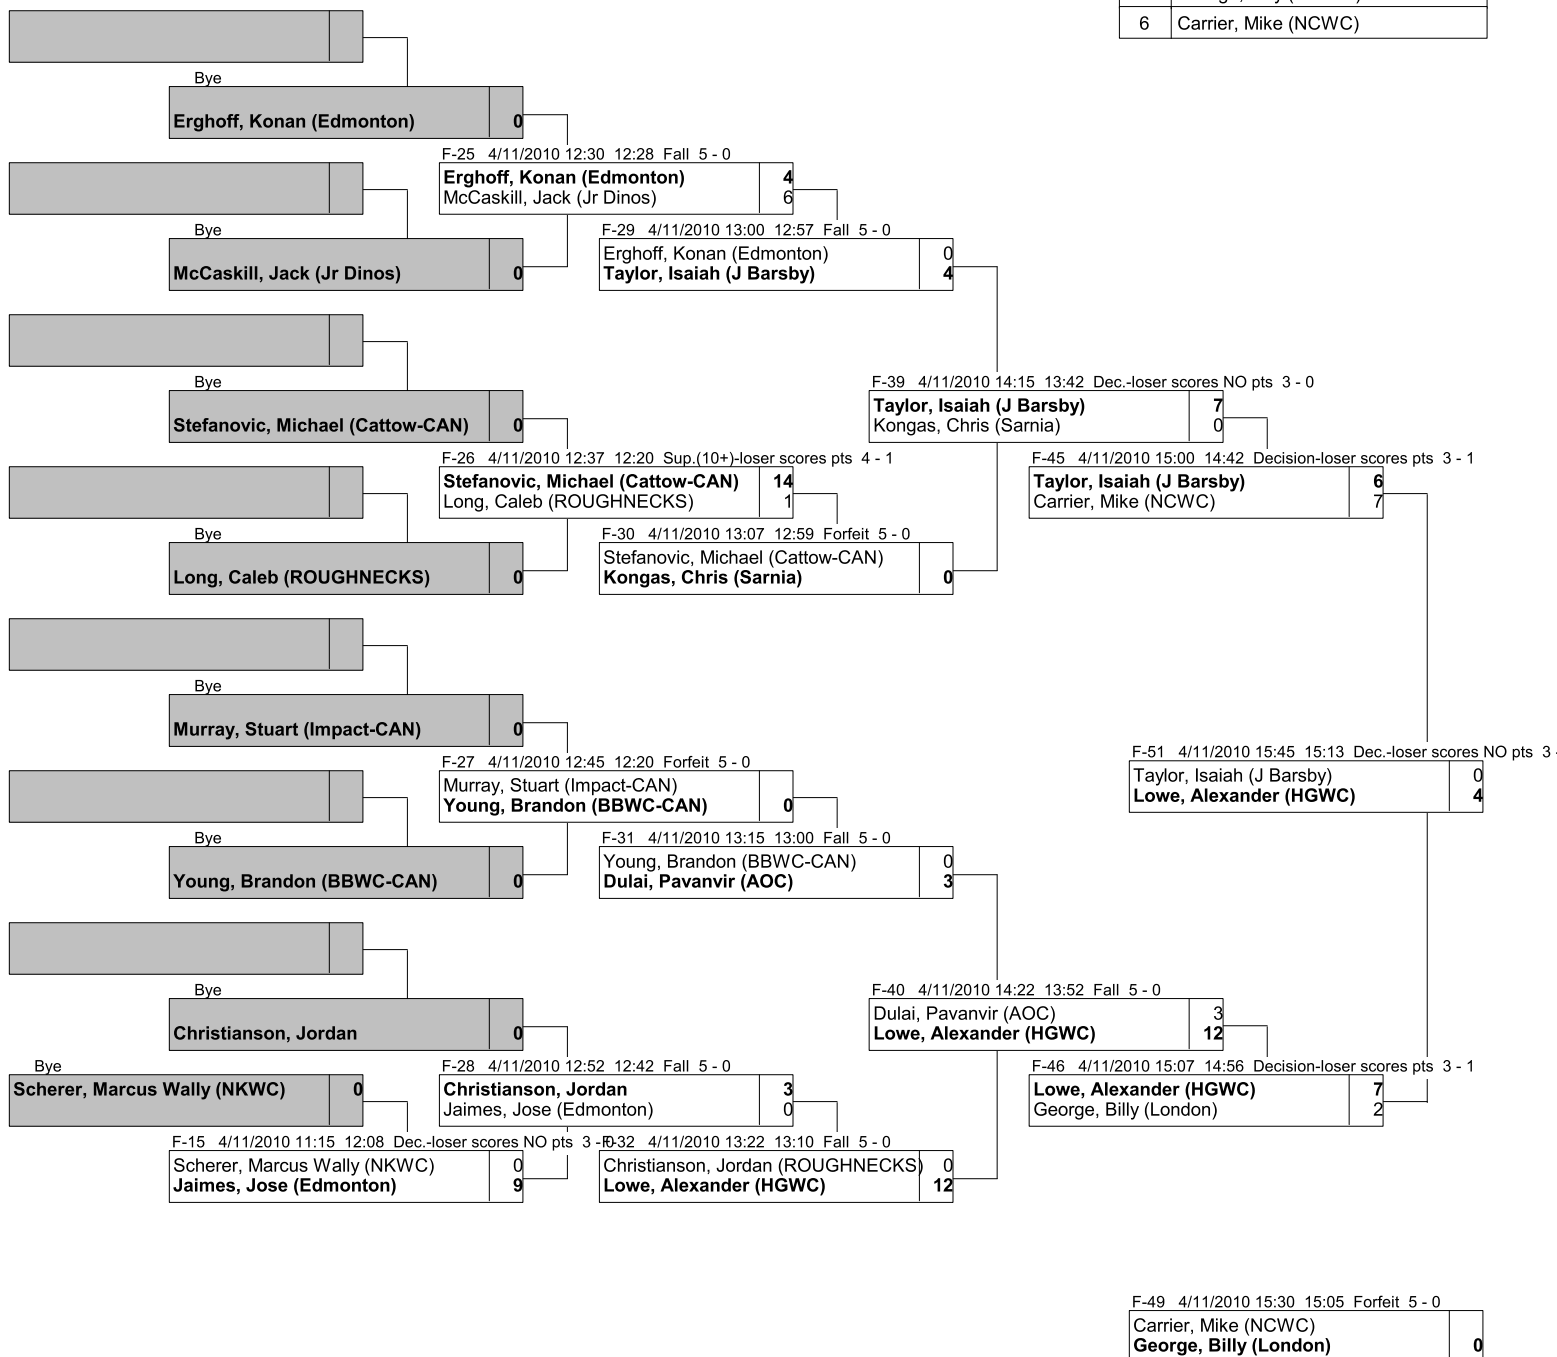 6 Carrier, Mike (NCWC)
Bye
Erghoff, Konan (Edmonton) 0
F-25 4/11/2010 12:30 12:28 Fall 5 - 0
Erghoff, Konan (Edmonton) 4
McCaskill, Jack (Jr Dinos) 6
Bye
McCaskill, Jack (Jr Dinos) 0
F-29 4/11/2010 13:00 12:57 Fall 5 - 0
Erghoff, Konan (Edmonton) 0
Taylor, Isaiah (J Barsby) 4
Bye
Stefanovic, Michael (Cattow-CAN) 0
F-39 4/11/2010 14:15 13:42 Dec.-loser scores NO pts 3 - 0
Taylor, Isaiah (J Barsby) 7
Kongas, Chris (Sarnia) 0
F-26 4/11/2010 12:37 12:20 Sup.(10+)-loser scores pts 4 - 1
Stefanovic, Michael (Cattow-CAN) 14
Long, Caleb (ROUGHNECKS) 1
F-45 4/11/2010 15:00 14:42 Decision-loser scores pts 3 - 1
Taylor, Isaiah (J Barsby) 6
Carrier, Mike (NCWC) 7
Bye
Long, Caleb (ROUGHNECKS) 0
F-30 4/11/2010 13:07 12:59 Forfeit 5 - 0
Stefanovic, Michael (Cattow-CAN)
Kongas, Chris (Sarnia) 0
Bye
Murray, Stuart (Impact-CAN) 0
F-27 4/11/2010 12:45 12:20 Forfeit 5 - 0
Murray, Stuart (Impact-CAN)
Young, Brandon (BBWC-CAN) 0
F-51 4/11/2010 15:45 15:13 Dec.-loser scores NO pts 3 -
Taylor, Isaiah (J Barsby) 0
Lowe, Alexander (HGWC) 4
Bye
Young, Brandon (BBWC-CAN) 0
F-31 4/11/2010 13:15 13:00 Fall 5 - 0
Young, Brandon (BBWC-CAN) 0
Dulai, Pavanvir (AOC) 3
Bye
Christianson, Jordan 0
F-40 4/11/2010 14:22 13:52 Fall 5 - 0
Dulai, Pavanvir (AOC) 3
Lowe, Alexander (HGWC) 12
Bye
Scherer, Marcus Wally (NKWC) 0
F-28 4/11/2010 12:52 12:42 Fall 5 - 0
Christianson, Jordan 3
Jaimes, Jose (Edmonton) 0
F-46 4/11/2010 15:07 14:56 Decision-loser scores pts 3 - 1
Lowe, Alexander (HGWC) 7
George, Billy (London) 2
F-15 4/11/2010 11:15 12:08 Dec.-loser scores NO pts 3 - 0
Scherer, Marcus Wally (NKWC) 0
Jaimes, Jose (Edmonton) 9
F-32 4/11/2010 13:22 13:10 Fall 5 - 0
Christianson, Jordan (ROUGHNECKS) 0
Lowe, Alexander (HGWC) 12
F-49 4/11/2010 15:30 15:05 Forfeit 5 - 0
Carrier, Mike (NCWC)
George, Billy (London) 0